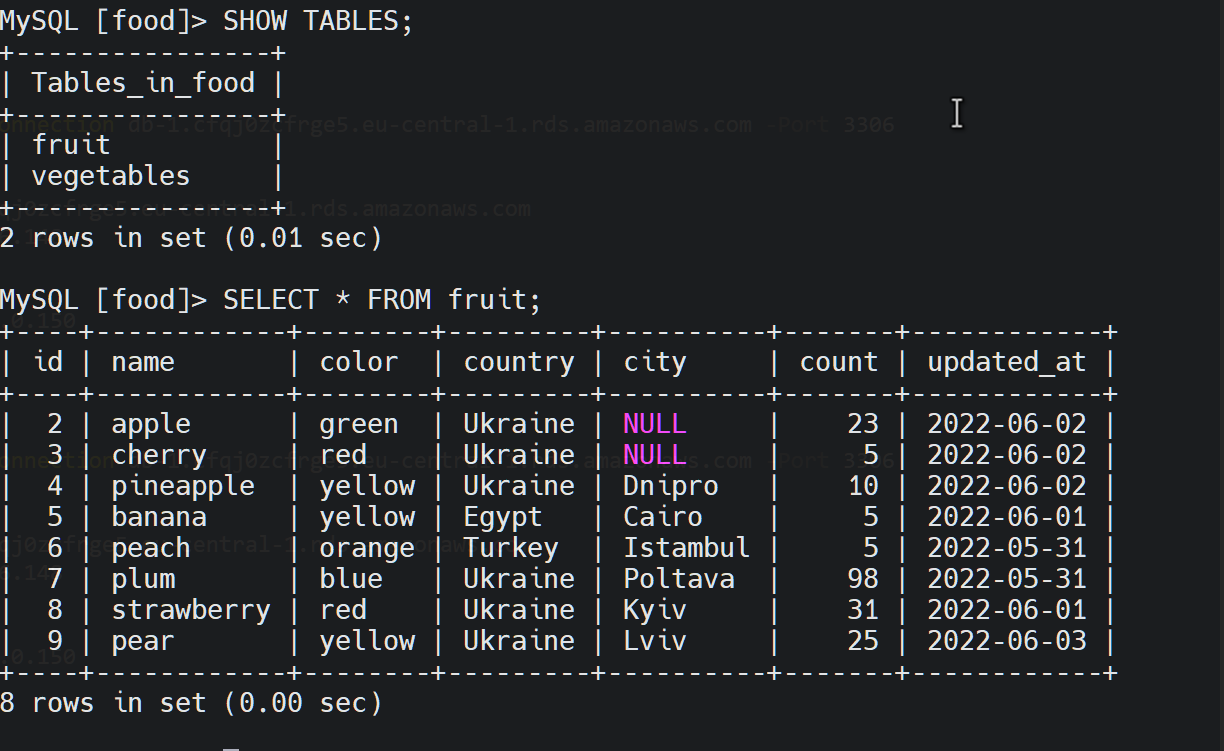 MySQL [food]> SHOW TABLES;
+----------------+
| Tables_in_food |
+----------------+
| fruit          |
| vegetables     |
+----------------+
2 rows in set (0.01 sec)

MySQL [food]> SELECT * FROM fruit;
+----+------------+--------+---------+----------+-------+------------+
| id | name       | color  | country | city     | count | updated_at |
+----+------------+--------+---------+----------+-------+------------+
|  2 | apple      | green  | Ukraine | NULL     |    23 | 2022-06-02 |
|  3 | cherry     | red    | Ukraine | NULL     |     5 | 2022-06-02 |
|  4 | pineapple  | yellow | Ukraine | Dnipro   |    10 | 2022-06-02 |
|  5 | banana     | yellow | Egypt   | Cairo    |     5 | 2022-06-01 |
|  6 | peach      | orange | Turkey  | Istambul |     5 | 2022-05-31 |
|  7 | plum       | blue   | Ukraine | Poltava  |    98 | 2022-05-31 |
|  8 | strawberry | red    | Ukraine | Kyiv     |    31 | 2022-06-01 |
|  9 | pear       | yellow | Ukraine | Lviv     |    25 | 2022-06-03 |
+----+------------+--------+---------+----------+-------+------------+
8 rows in set (0.00 sec)